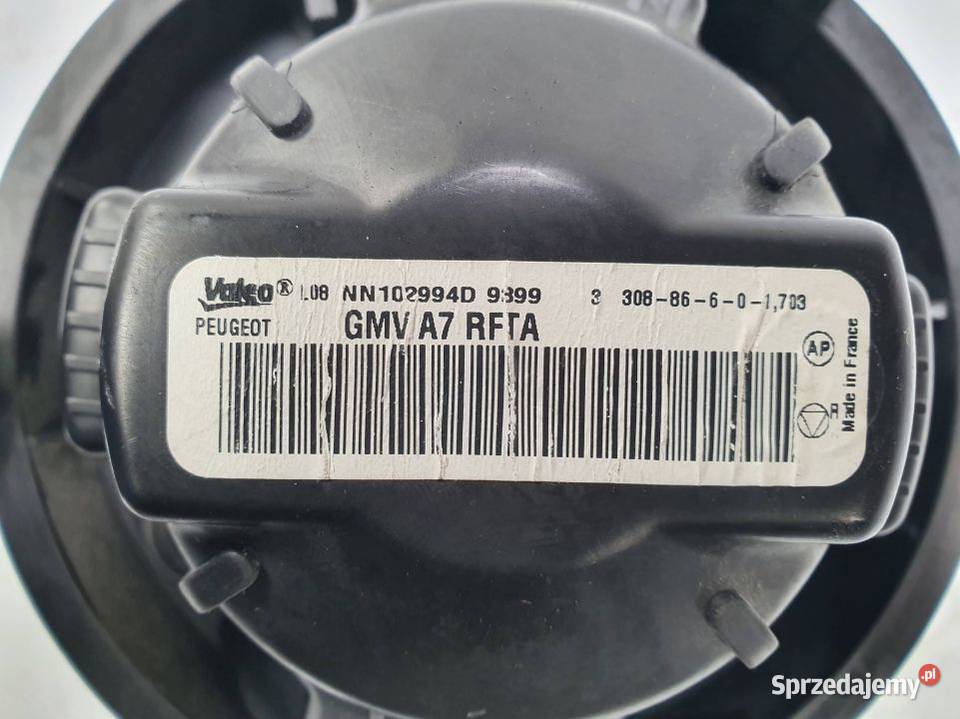 Valeo® L08 NN102994D 9899 3 308-86-6-0-1,703
PEUGEOT GMV A7 RFTA
AP
R
Made in France
Sprzedajemy.pl